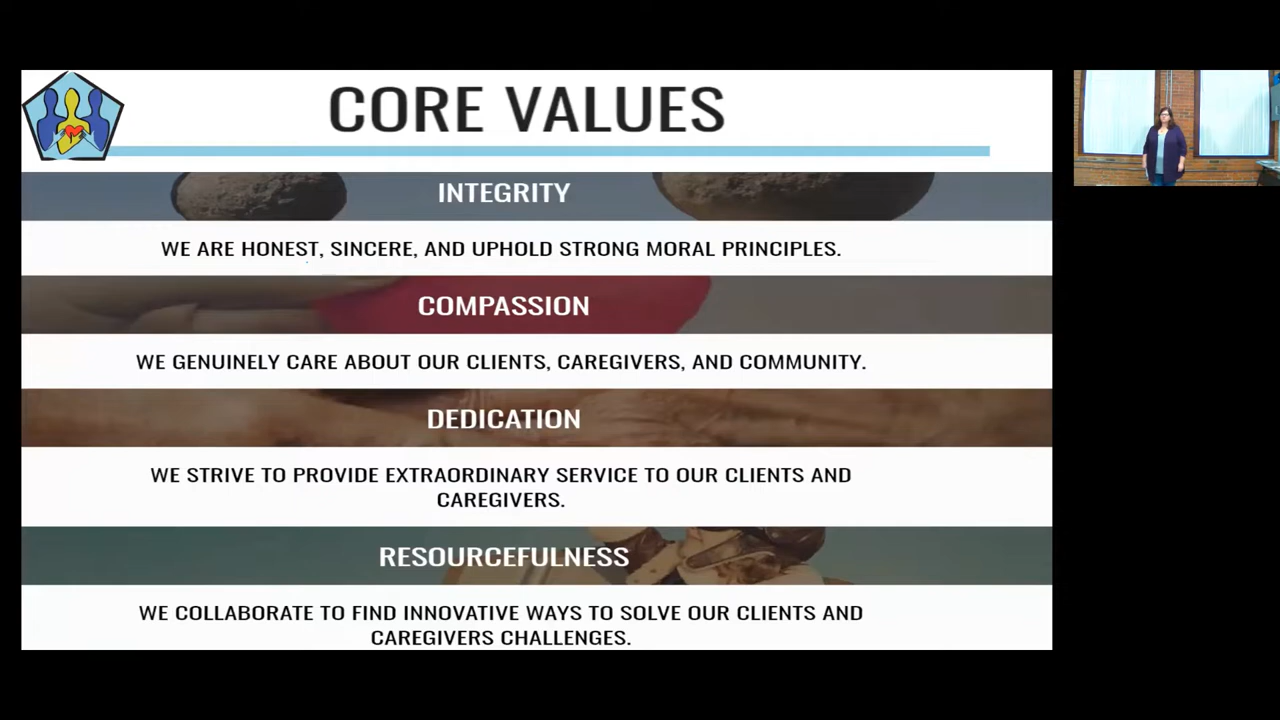 CORE VALUES
INTEGRITY
WE ARE HONEST, SINCERE, AND UPHOLD STRONG MORAL PRINCIPLES.
COMPASSION
WE GENUINELY CARE ABOUT OUR CLIENTS, CAREGIVERS, AND COMMUNITY.
DEDICATION
WE STRIVE TO PROVIDE EXTRAORDINARY SERVICE TO OUR CLIENTS AND
CAREGIVERS.
RESOURCEFULNESS
WE COLLABORATE TO FIND INNOVATIVE WAYS TO SOLVE OUR CLIENTS AND
CAREGIVERS CHALLENGES.